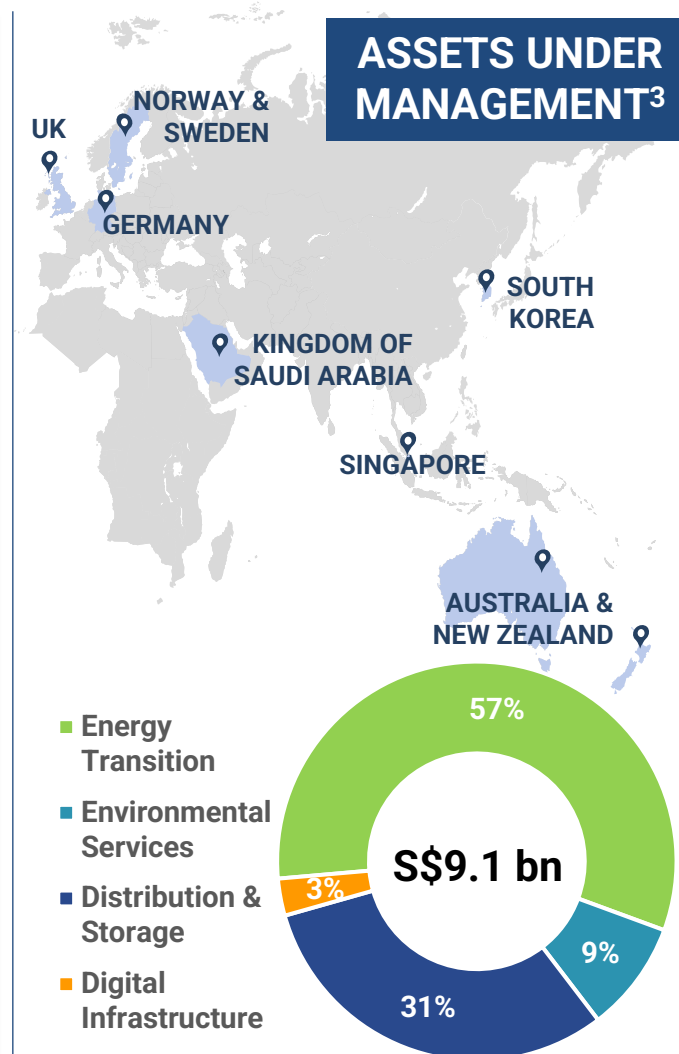 ASSETS UNDER
MANAGEMENT³
NORWAY &
SWEDEN
UK
GERMANY
SOUTH
KOREA
KINGDOM OF
SAUDI ARABIA
SINGAPORE
AUSTRALIA &
NEW ZEALAND
Energy
Transition
Environmental
Services
Distribution &
Storage
Digital
Infrastructure
57%
S$9.1 bn
3%
9%
31%